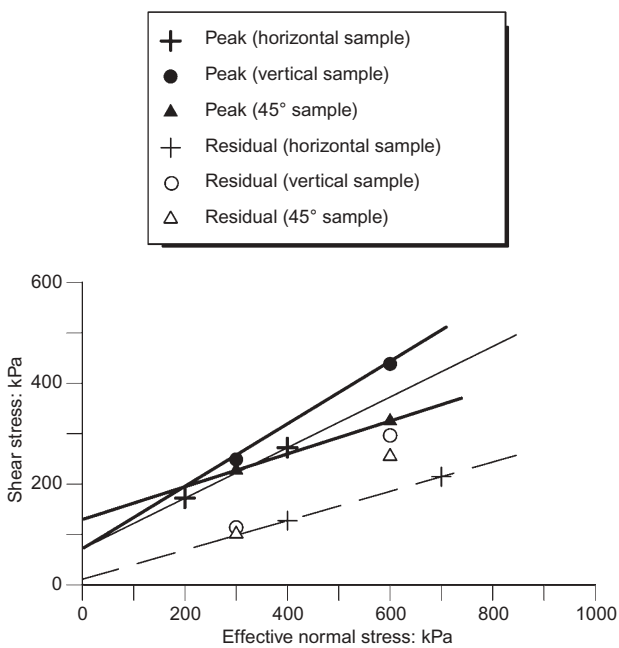 Peak (horizontal sample)
Peak (vertical sample)
Peak (45° sample)
Residual (horizontal sample)
Residual (vertical sample)
Residual (45° sample)
600
400
200
0
Shear stress: kPa
0 200 400 600 800 1000
Effective normal stress: kPa